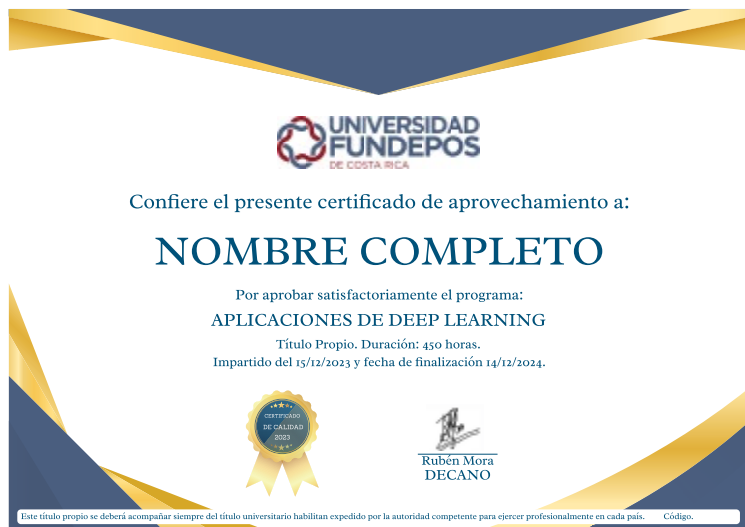 UNIVERSIDAD
FUNDEPOS
DE COSTA RICA
Confiere el presente certificado de aprovechamiento a:
NOMBRE COMPLETO
Por aprobar satisfactoriamente el programa:
APLICACIONES DE DEEP LEARNING
Título Propio. Duración: 450 horas.
Impartido del 15/12/2023 y fecha de finalización 14/12/2024.
CERTIFICADO
DE CALIDAD
2023
Rubén Mora
DECANO
Este título propio se deberá acompañar siempre del título universitario habilitan expedido por la autoridad competente para ejercer profesionalmente en cada país. Código.